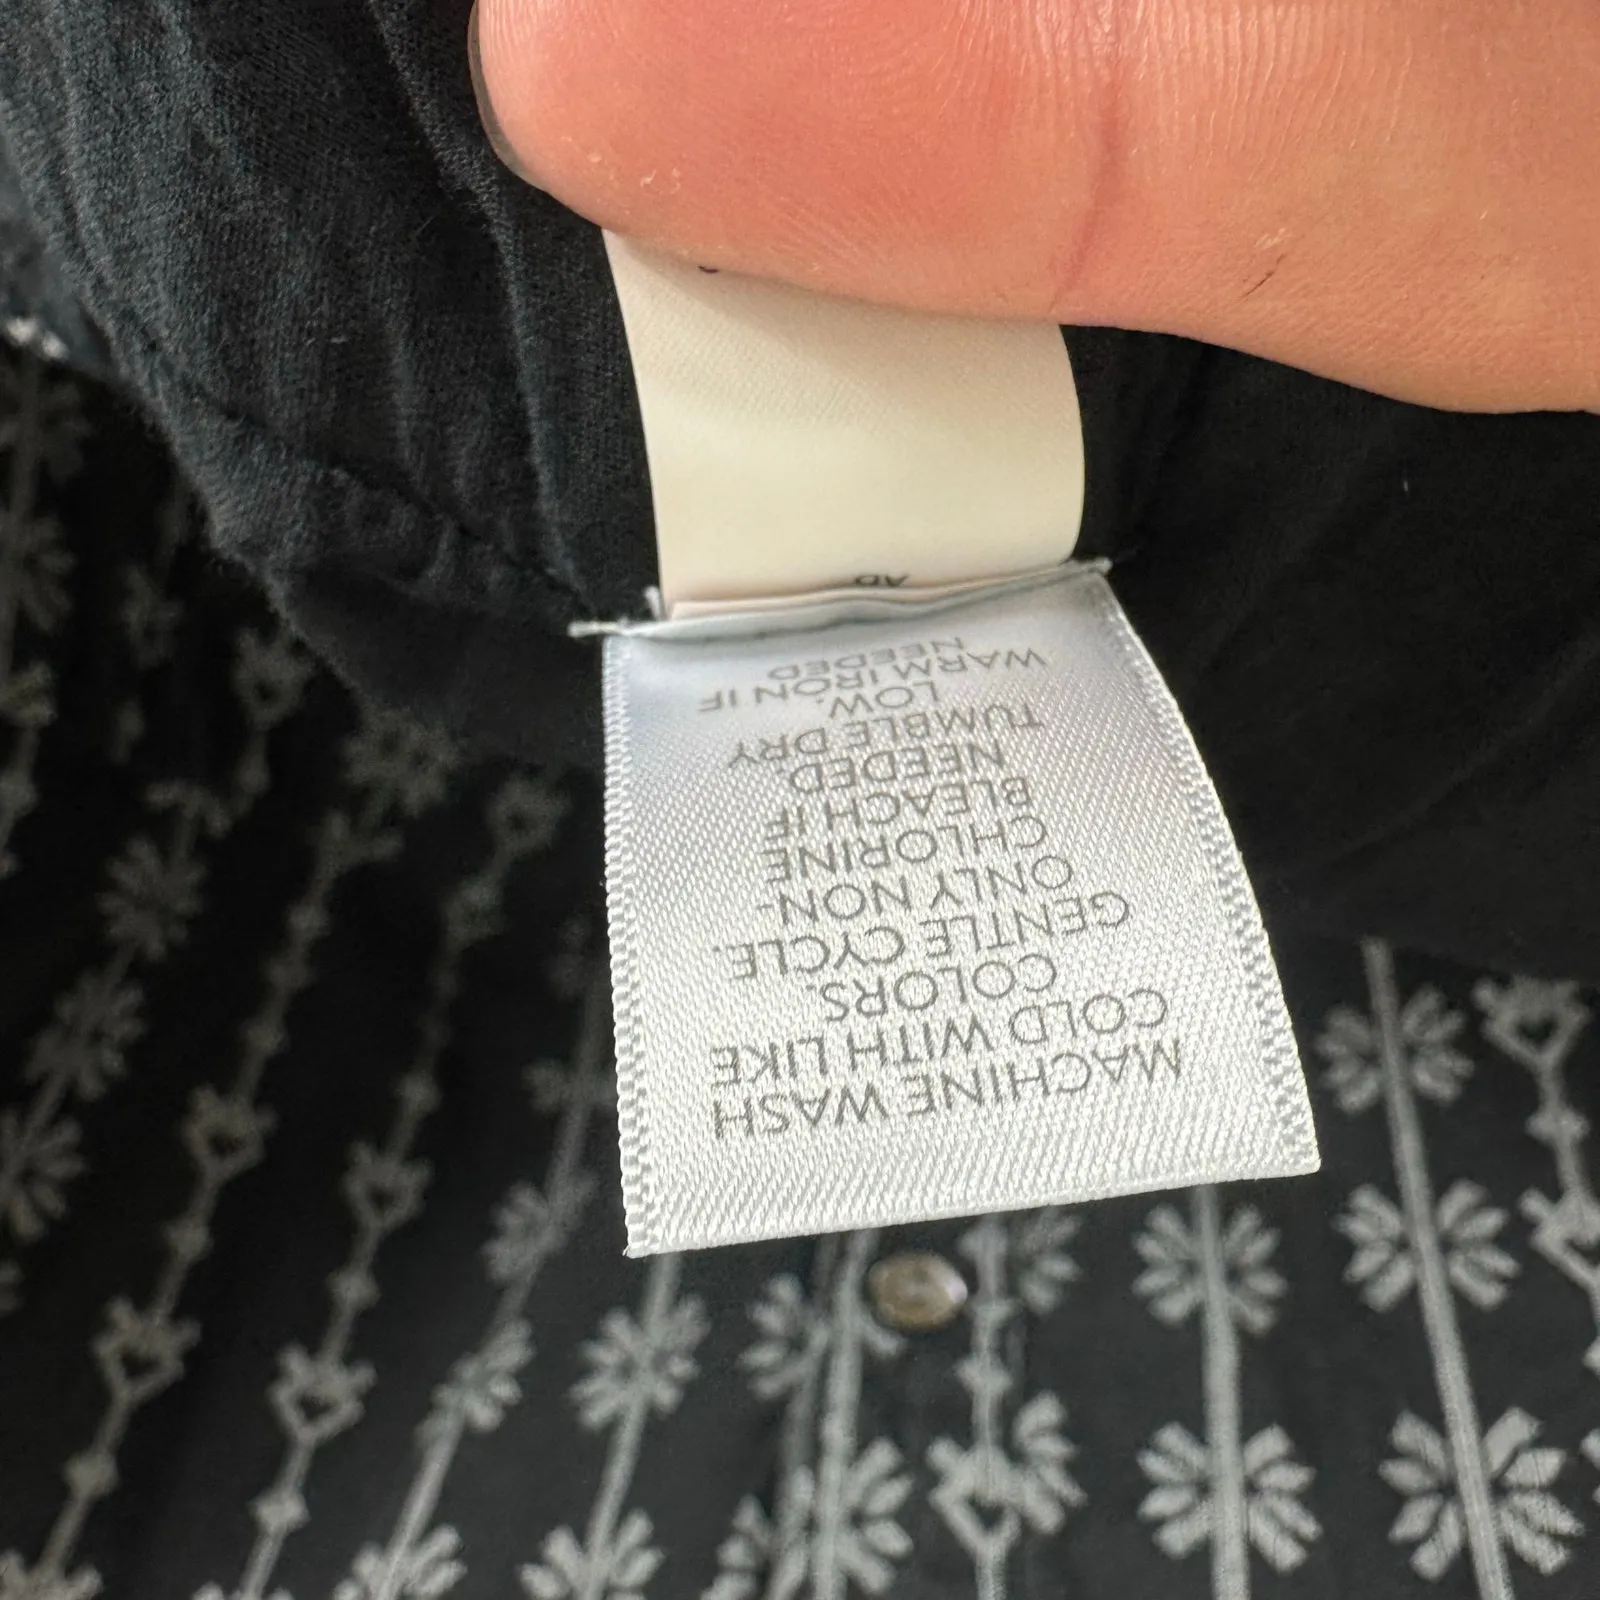 MACHINE WASH
COLD WITH LIKE
COLORS.
GENTLE CYCLE.
ONLY NON-
CHLORINE
BLEACH IF
NEEDED.
TUMBLE DRY
LOW.
WARM IRON IF
NEEDED